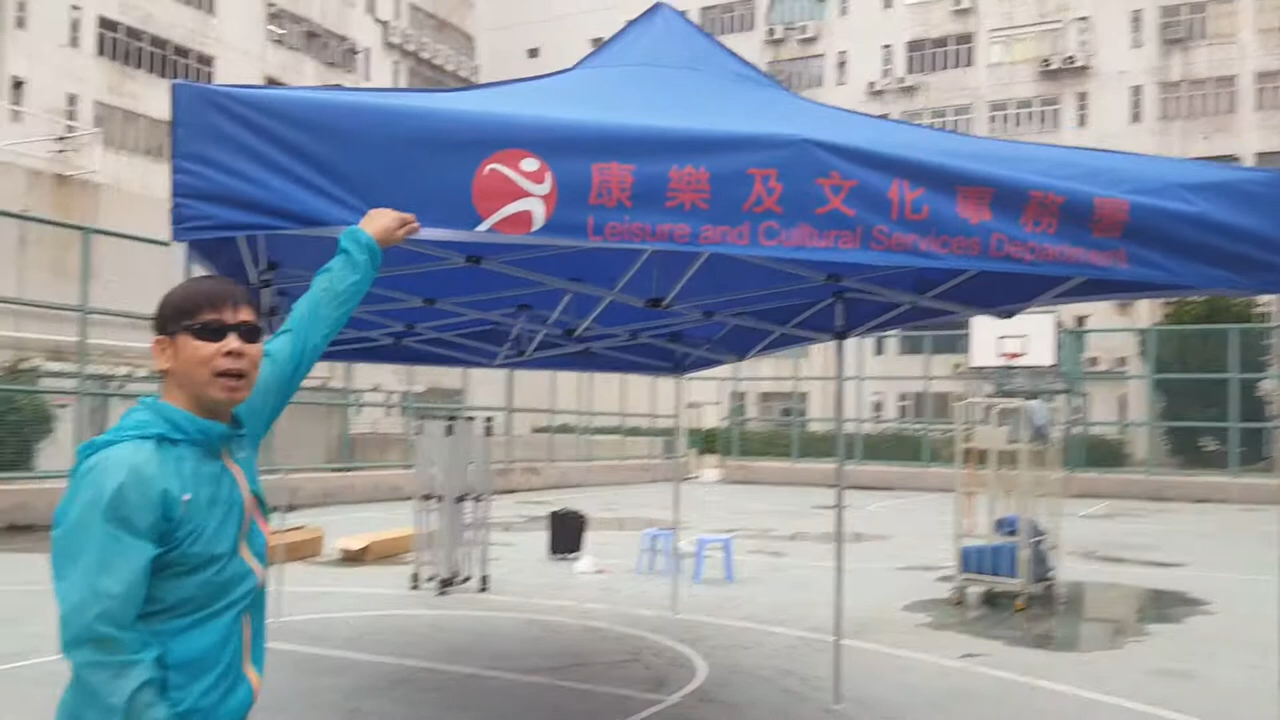 康樂及文化事務署
Leisure and Cultural Services Department